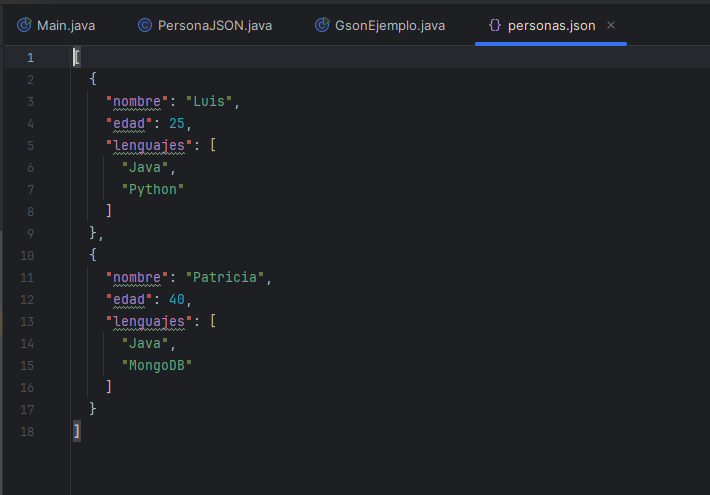 Main.java PersonaJSON.java GsonEjemplo.java {} personas.json ×
1 [
2 {
3 "nombre": "Luis",
4 "edad": 25,
5 "lenguajes": [
6 "Java",
7 "Python"
8 ]
9 },
10 {
11 "nombre": "Patricia",
12 "edad": 40,
13 "lenguajes": [
14 "Java",
15 "MongoDB"
16 ]
17 }
18 ]